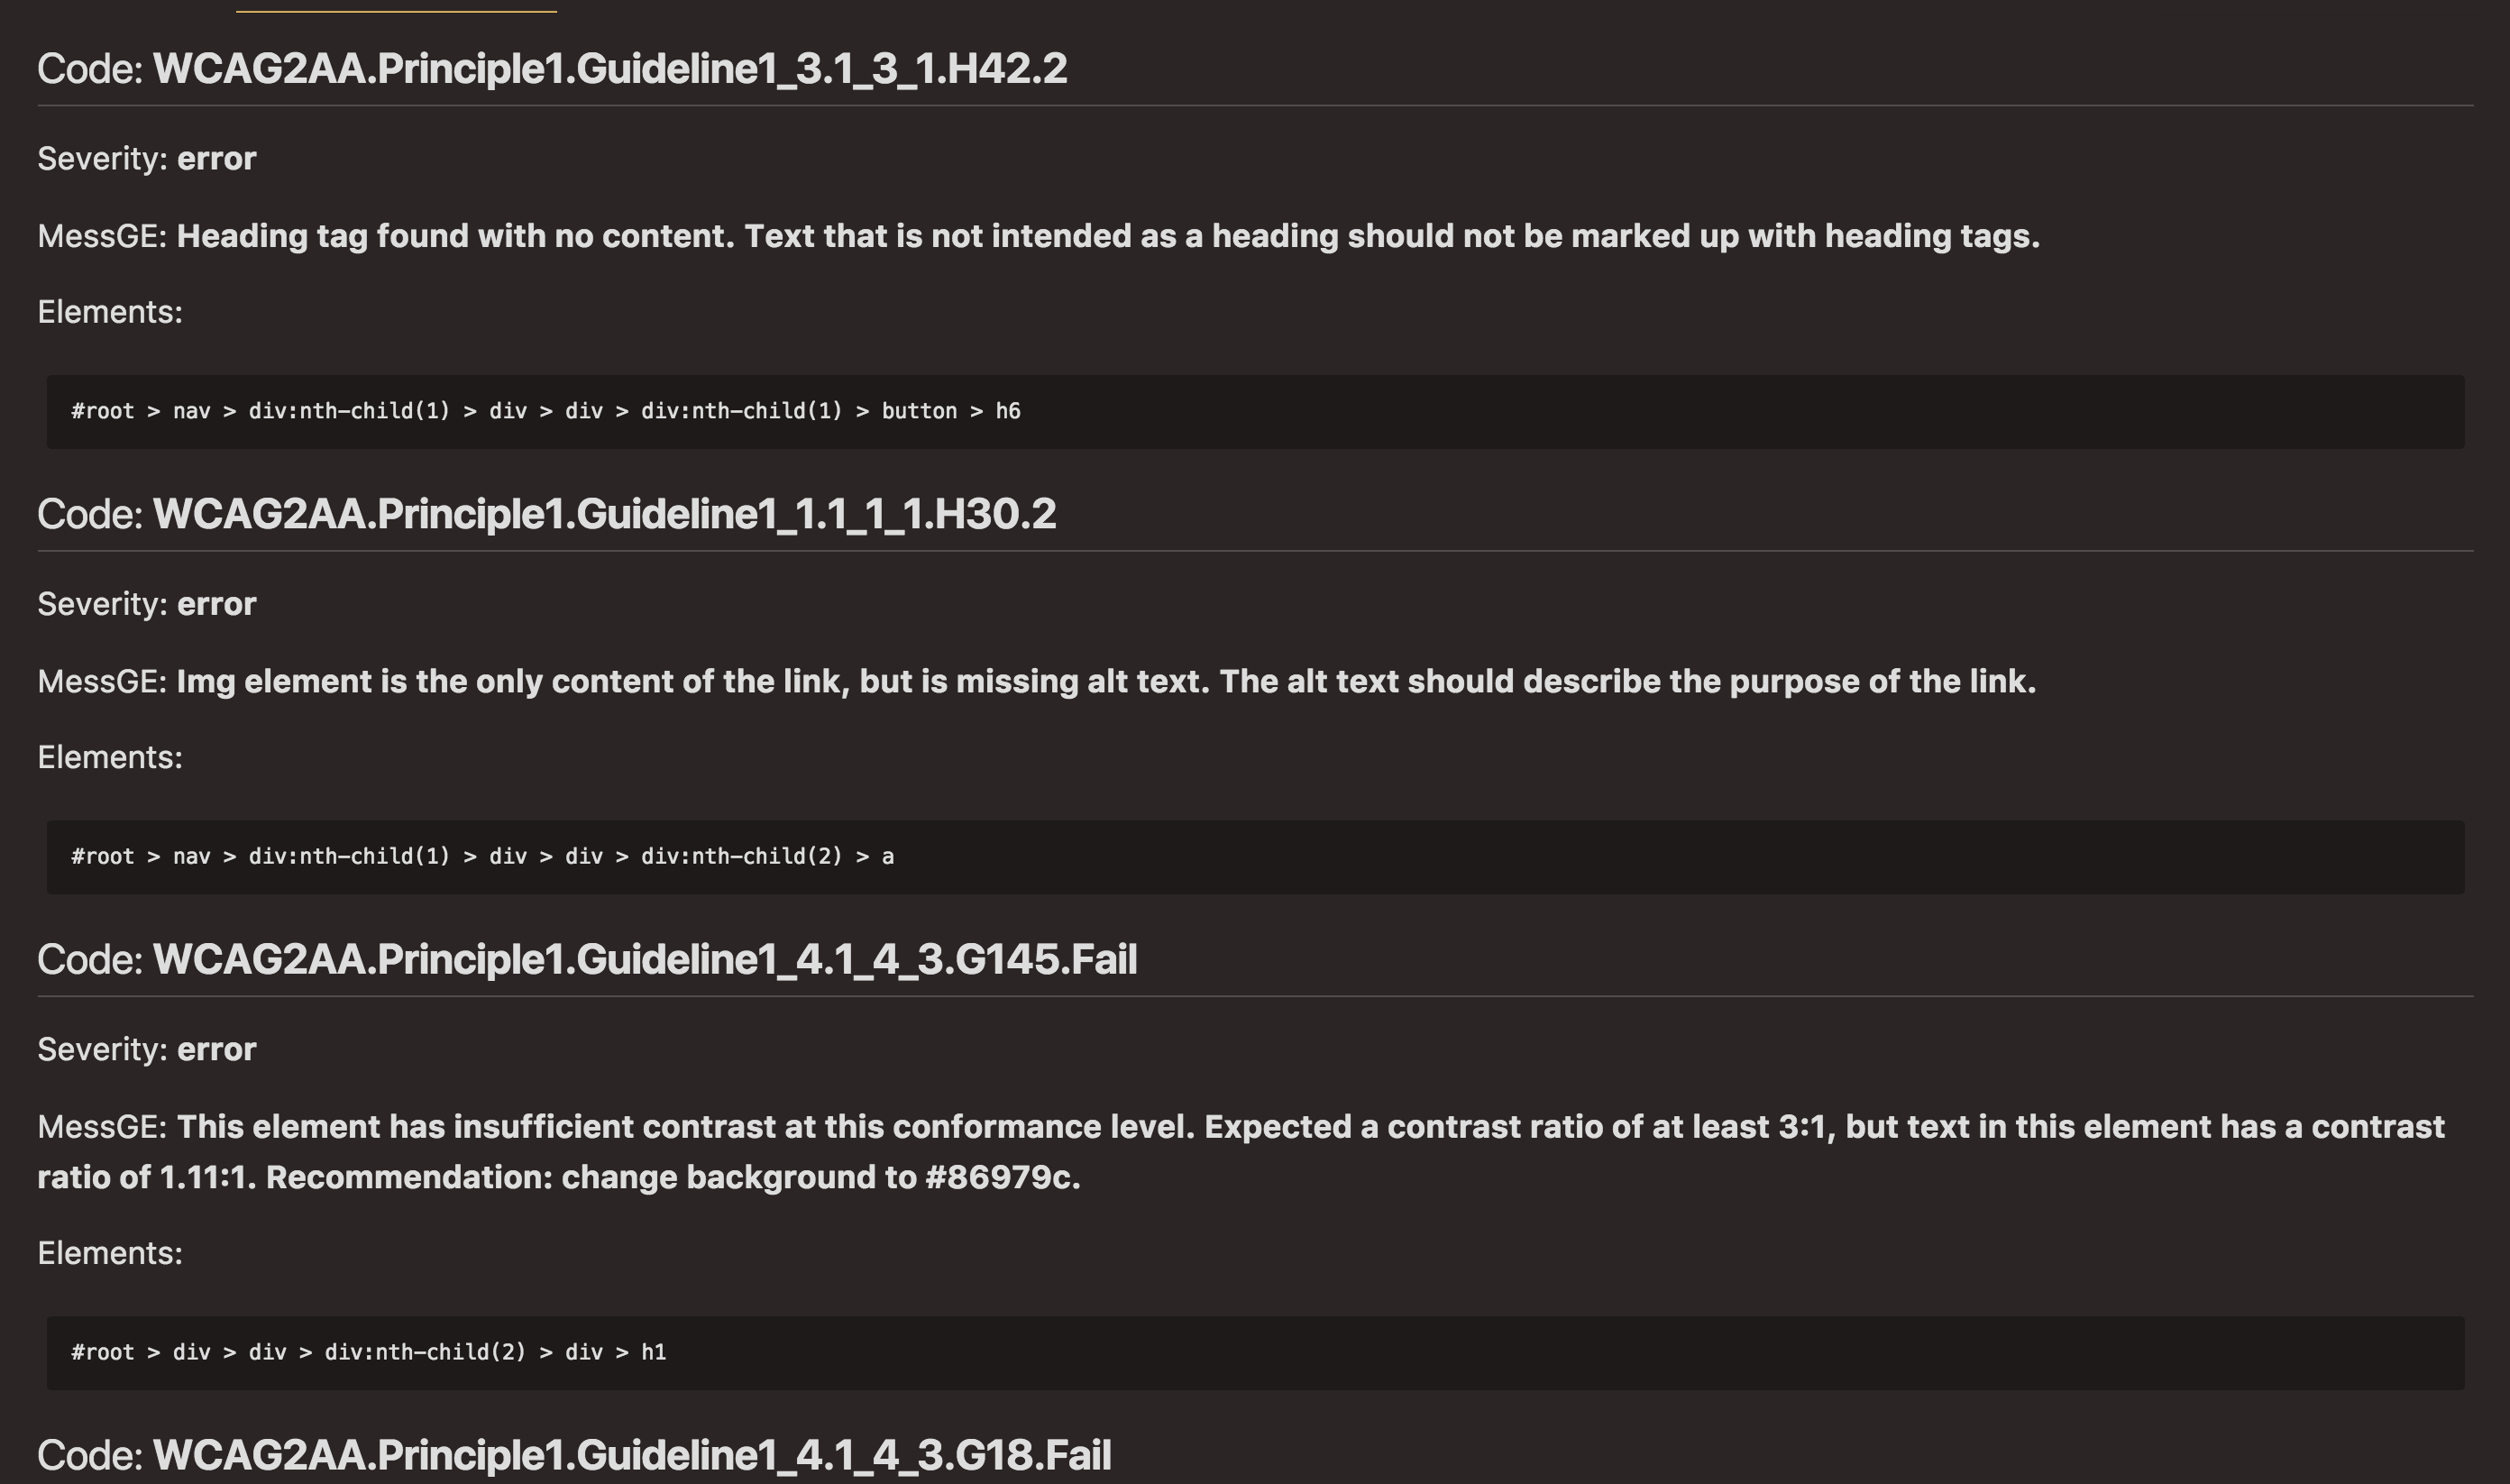 Code: WCAG2AA.Principle1.Guideline1_3.1_3_1.H42.2
Severity: error
MessGE: Heading tag found with no content. Text that is not intended as a heading should not be marked up with heading tags.
Elements:
#root > nav > div:nth-child(1) > div > div > div:nth-child(1) > button > h6
Code: WCAG2AA.Principle1.Guideline1_1.1_1_1.H30.2
Severity: error
MessGE: Img element is the only content of the link, but is missing alt text. The alt text should describe the purpose of the link.
Elements:
#root > nav > div:nth-child(1) > div > div > div:nth-child(2) > a
Code: WCAG2AA.Principle1.Guideline1_4.1_4_3.G145.Fail
Severity: error
MessGE: This element has insufficient contrast at this conformance level. Expected a contrast ratio of at least 3:1, but text in this element has a contrast
ratio of 1.11:1. Recommendation: change background to #86979c.
Elements:
#root > div > div > div:nth-child(2) > div > h1
Code: WCAG2AA.Principle1.Guideline1_4.1_4_3.G18.Fail